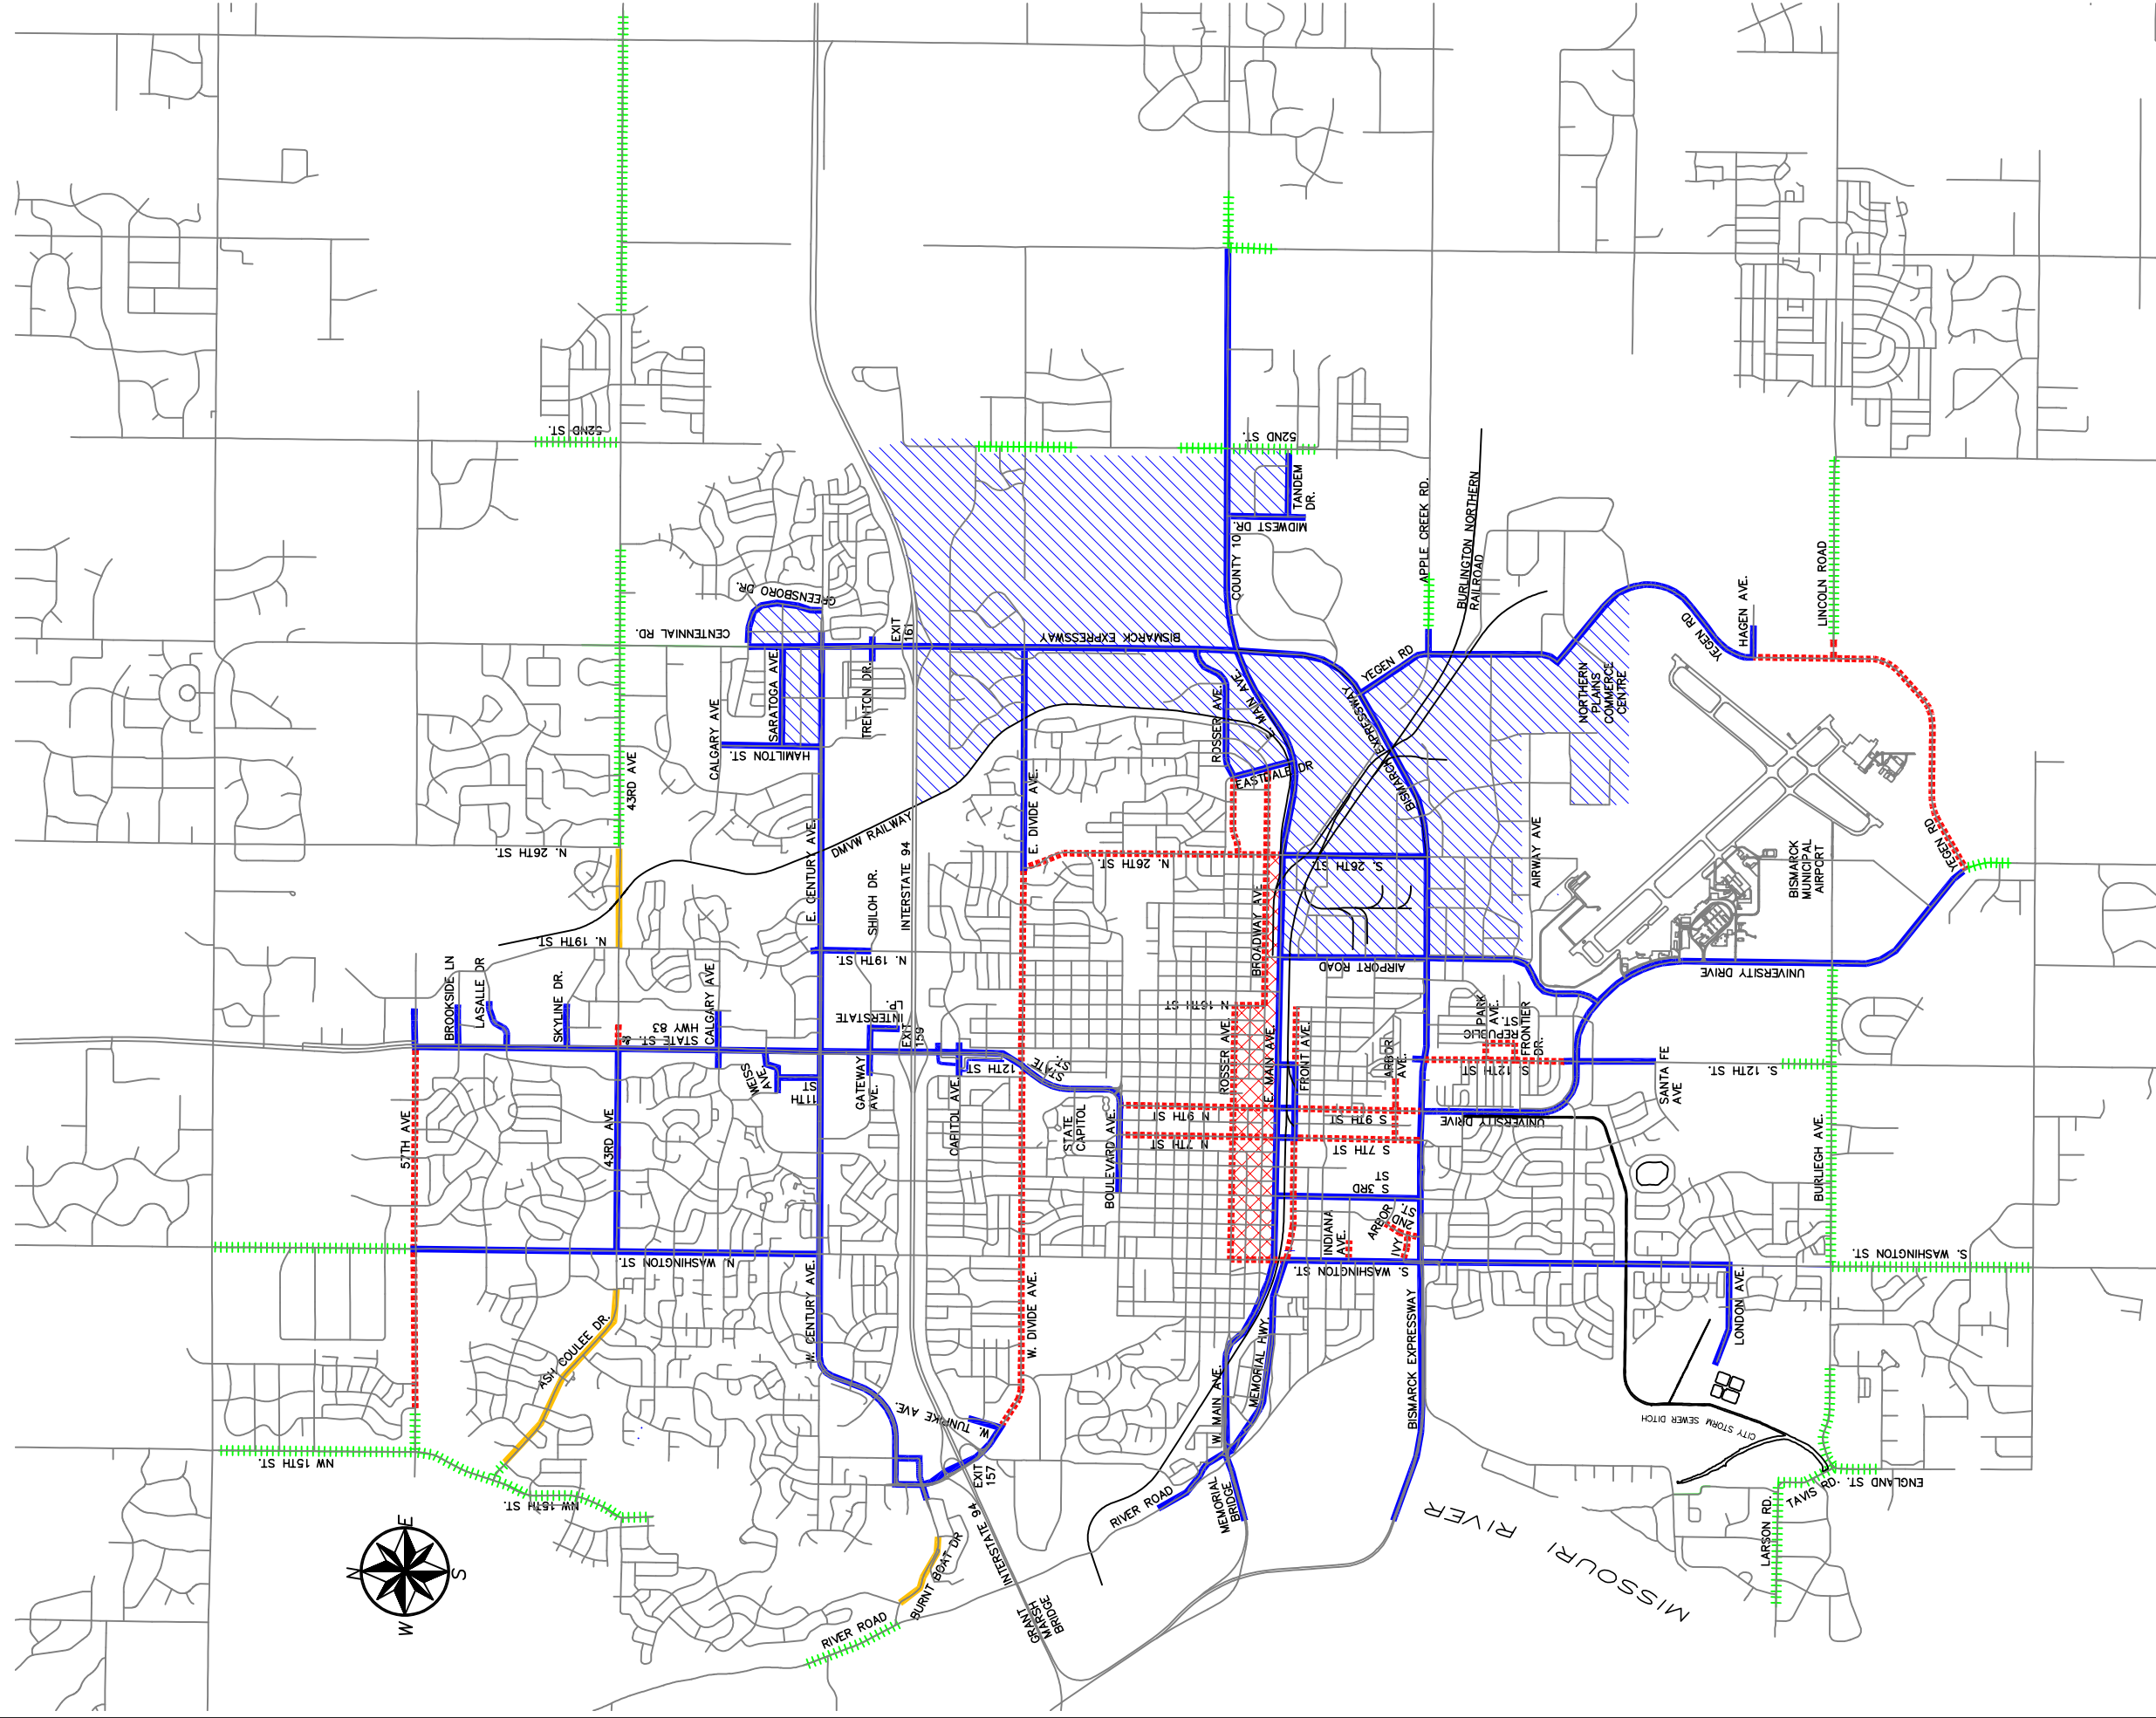 52ND ST.
52ND ST.
TANDEM
DR.
MIDWEST DR.
COUNTY 10
APPLE CREEK RD.
BURLINGTON NORTHERN
RAILROAD
LINCOLN ROAD
HAGEN AVE.
YEGEN RD
GREENSBORO DR.
CENTENNIAL RD.
EXIT
161
BISMARCK EXPRESSWAY
YEGEN RD
NORTHERN
PLAINS
COMMERCE
CENTRE
SARATOGA AVE.
TRENTON DR.
CALGARY AVE
HAMILTON ST.
ROSSER AVE.
E. MAIN AVE.
BISMARCK EXPRESSWAY
EASTDALE DR
BISMARCK EXPRESSWAY
43RD AVE
N. 26TH ST.
DMVW RAILWAY
E. CENTURY AVE.
E. DIVIDE AVE.
N. 26TH ST.
S. 26TH ST.
AIRWAY AVE
BISMARCK
MUNICIPAL
AIRPORT
YEGEN RD
INTERSTATE 94
SHILOH DR.
BROADWAY AVE
N. 19TH ST.
N. 19TH ST.
AIRPORT ROAD
UNIVERSITY DRIVE
BROOKSIDE LN
LASALLE DR
SKYLINE DR.
STATE ST. &
HWY 83
CALGARY AVE
INTERSTATE
LP.
EXIT
159
N 16TH ST
ROSSER AVE.
E. MAIN AVE.
FRONT AVE.
ARBOR
AVE.
PARK
AVE.
REPUBLIC
ST.
FRONTIER
DR.
S 12TH ST
SANTA FE
AVE
S. 12TH ST.
WEISS
AVE.
11TH
ST
GATEWAY
AVE.
CAPITOL AVE.
12TH ST
STATE
ST.
57TH AVE
43RD AVE
STATE
CAPITOL
BOULEVARD AVE.
N 9TH ST
S 9TH ST
UNIVERSITY DRIVE
N 7TH ST
S 7TH ST
S 3RD
ST
BURLIEGH AVE.
ARBOR
2ND
ST.
IVY
INDIANA
AVE.
N. WASHINGTON ST.
S. WASHINGTON ST.
S. WASHINGTON ST.
W. CENTURY AVE.
W. DIVIDE AVE.
ASH COULEE DR.
W. MAIN AVE.
MEMORIAL HWY.
BISMARCK EXPRESSWAY
LONDON AVE.
CITY STORM SEWER DITCH
W. TUNPIKE AVE.
NW 15TH ST.
NW 15TH ST.
EXIT
157
RIVER ROAD
MEMORIAL
BRIDGE
TAVIS RD.
ENGLAND ST.
LARSON RD.
MISSOURI RIVER
N
E
S
W
BURNT BOAT DR
INTERSTATE 94
GRANT
MARSH
BRIDGE
RIVER ROAD